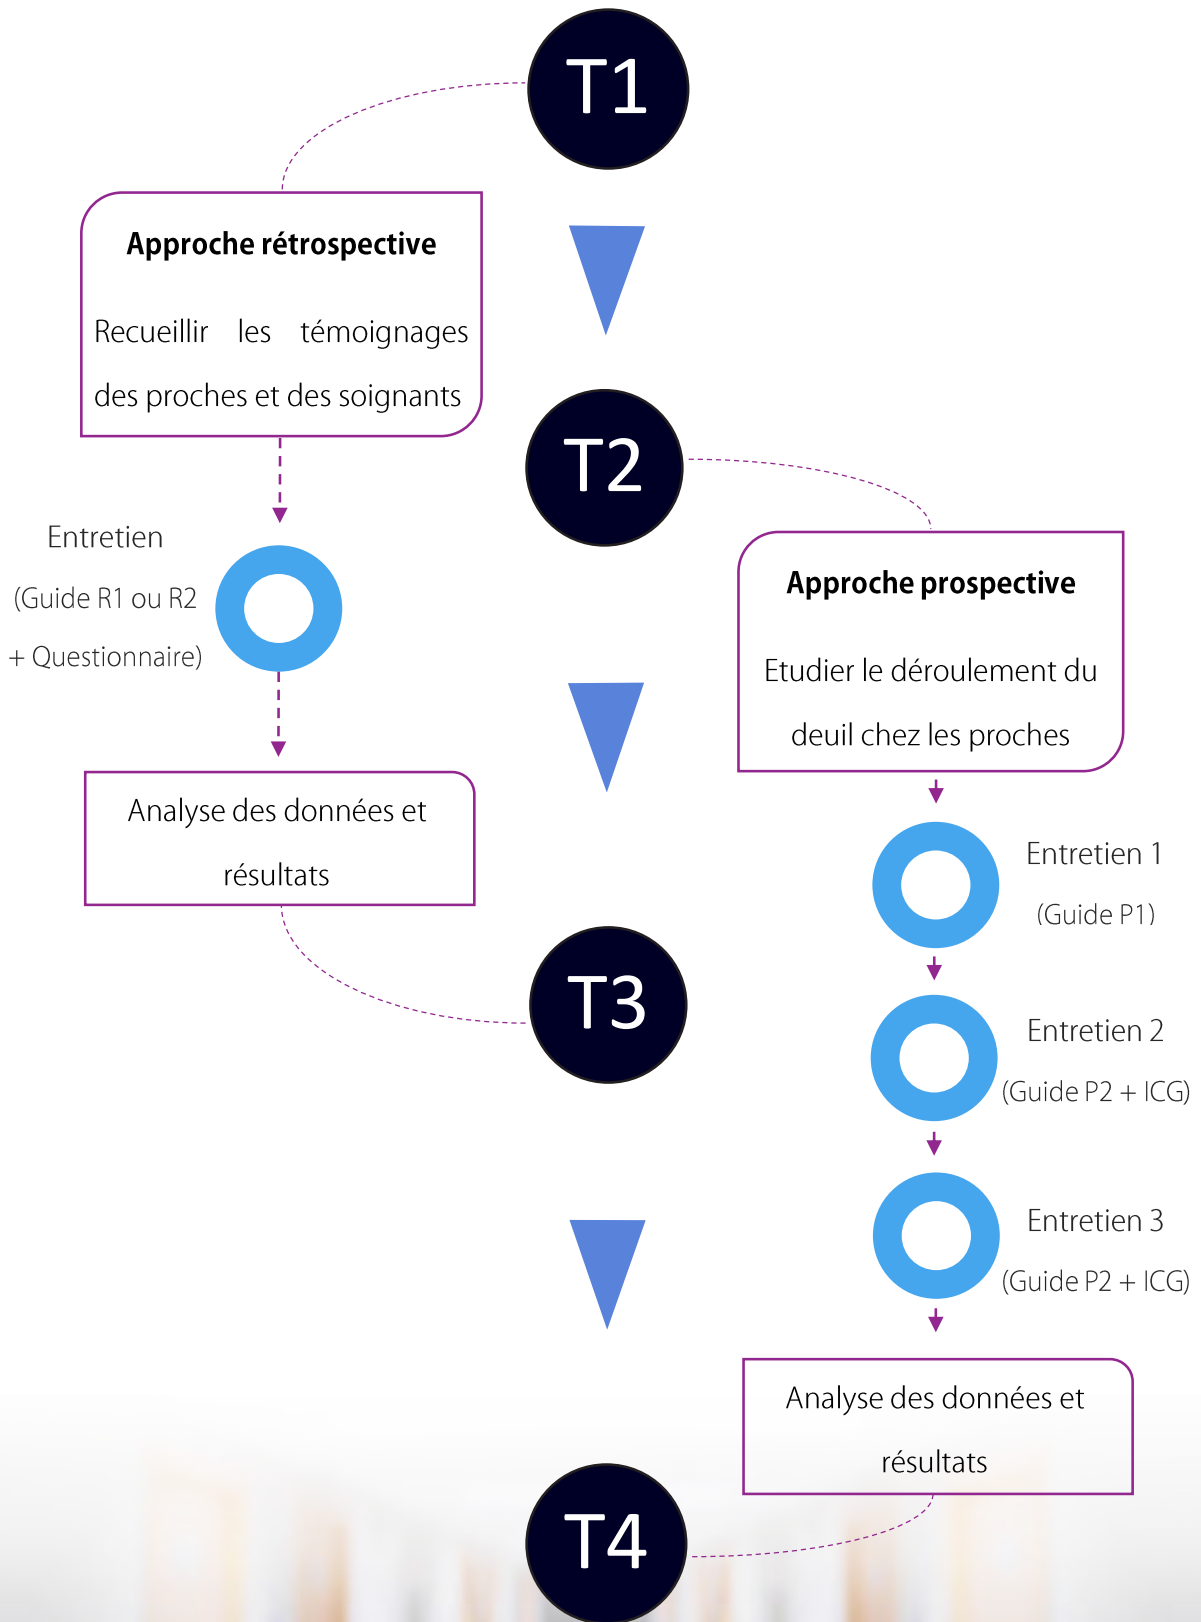 T1
Approche rétrospective
Recueillir les témoignages
des proches et des soignants
T2
Entretien
(Guide R1 ou R2
+ Questionnaire)
Approche prospective
Etudier le déroulement du
deuil chez les proches
Analyse des données et
résultats
Entretien 1
(Guide P1)
T3
Entretien 2
(Guide P2 + ICG)
Entretien 3
(Guide P2 + ICG)
Analyse des données et
résultats
T4